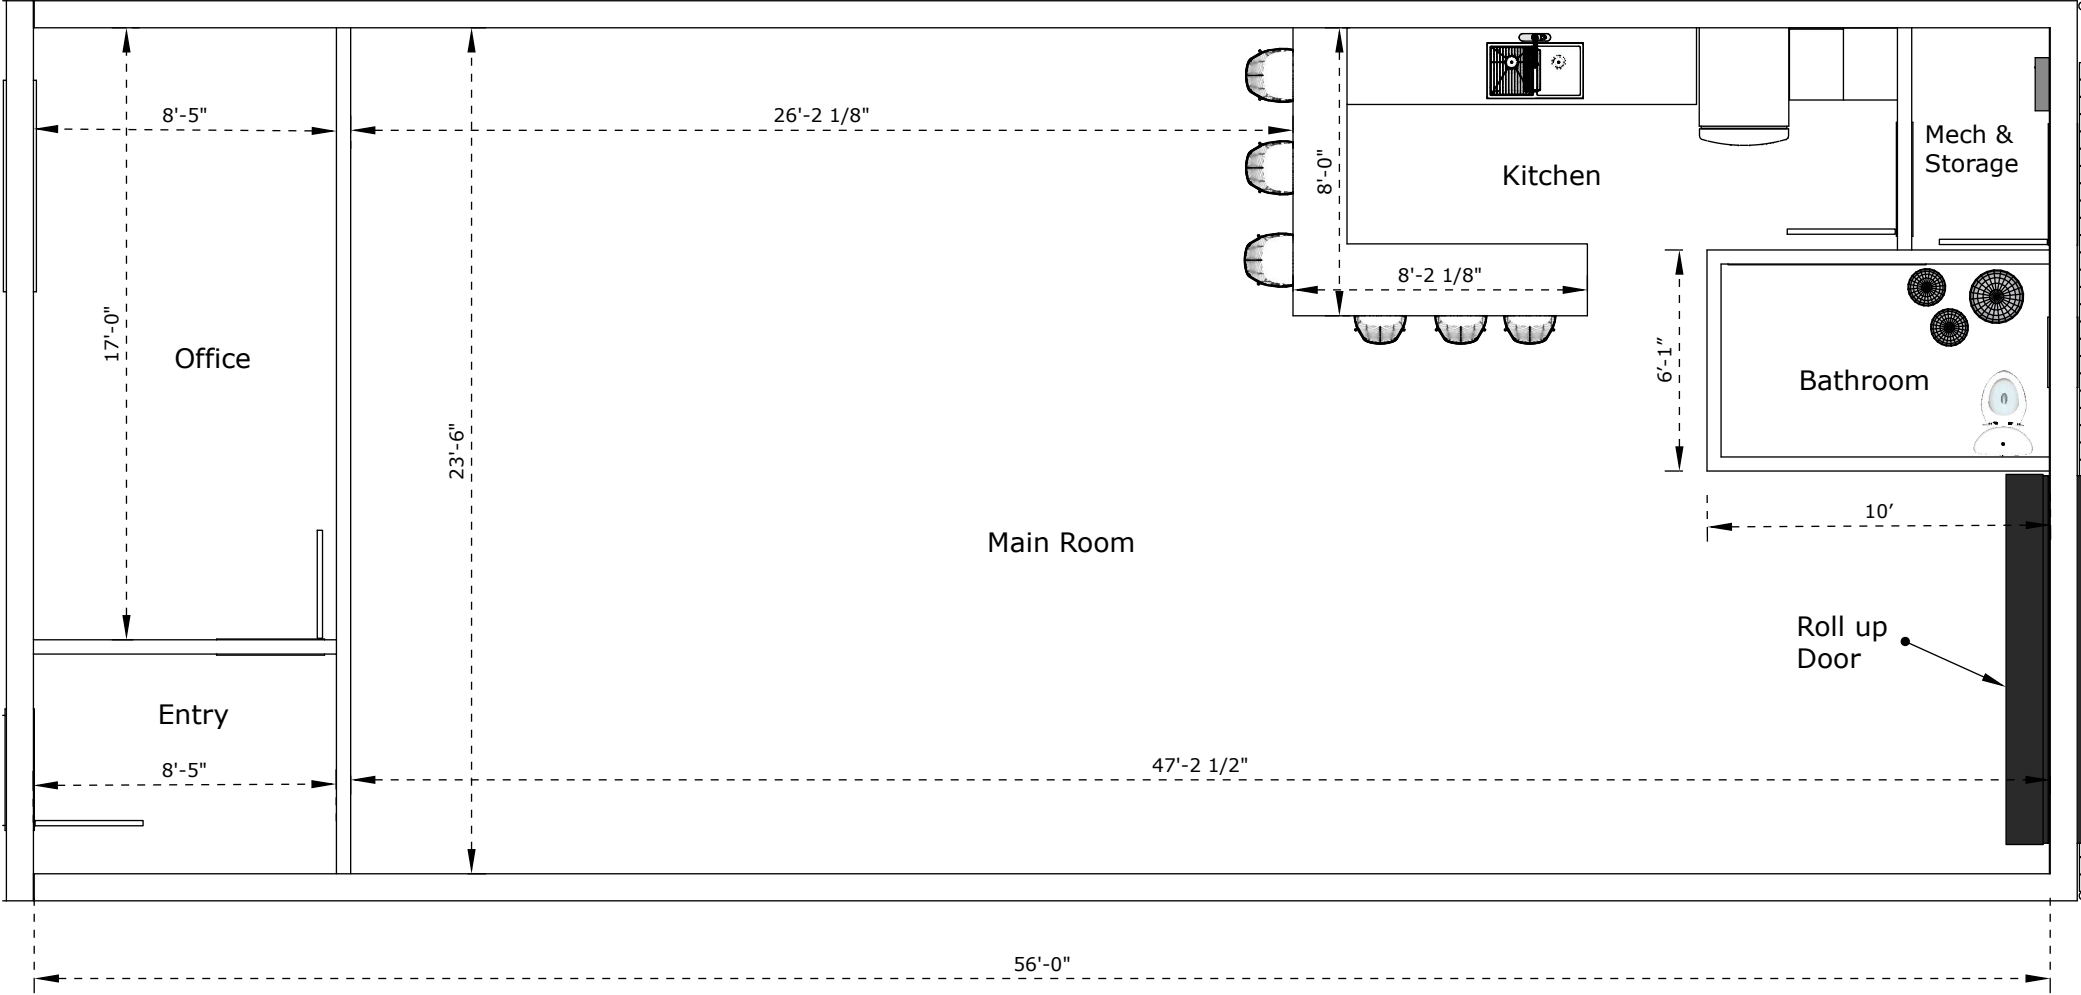 8'-5"
26'-2 1/8"
Mech &
Storage
8'-0"
Kitchen
8'-2 1/8"
17'-0"
Office
6’-1”
Bathroom
23'-6"
10’
Main Room
Roll up
Door
Entry
8'-5"
47'-2 1/2"
56'-0"